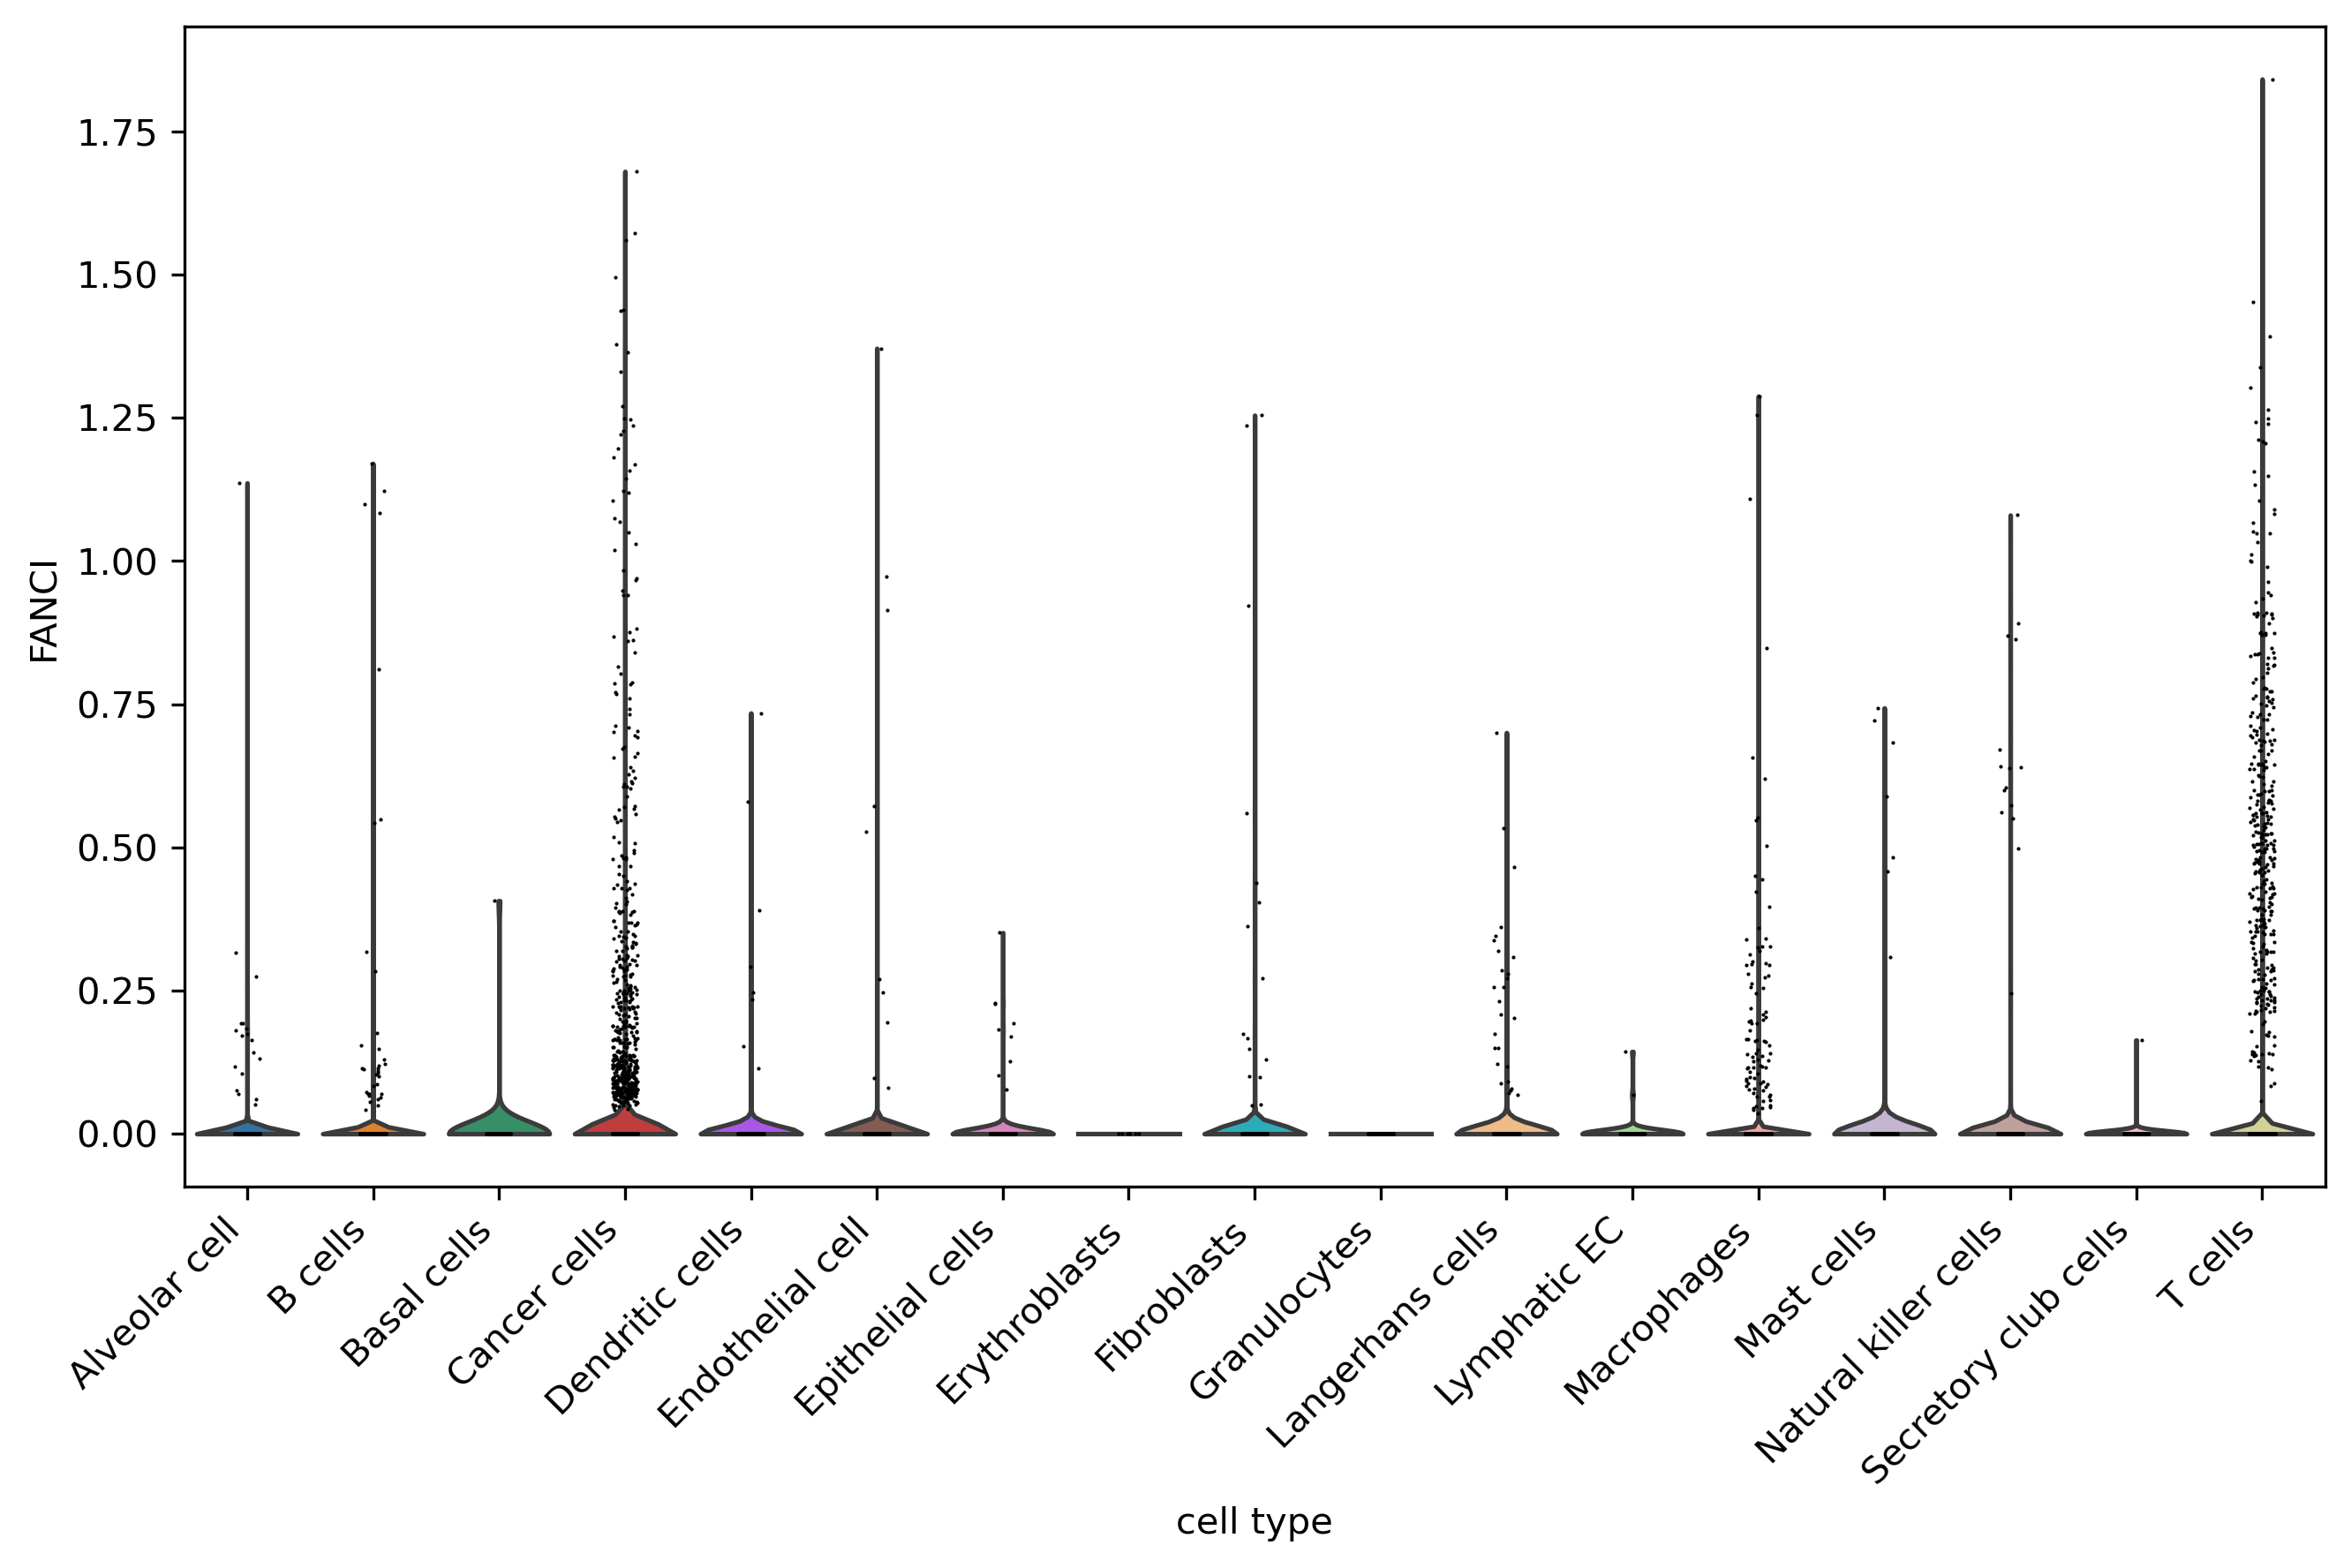 1.75
1.50
1.25
1.00
0.75
0.50
0.25
0.00
FANCI
Alveolar cell
B cells
Basal cells
Cancer cells
Dendritic cells
Endothelial cell
Epithelial cells
Erythroblasts
Fibroblasts
Granulocytes
Langerhans cells
Lymphatic EC
Macrophages
Mast cells
Natural killer cells
Secretory club cells
T cells
cell type